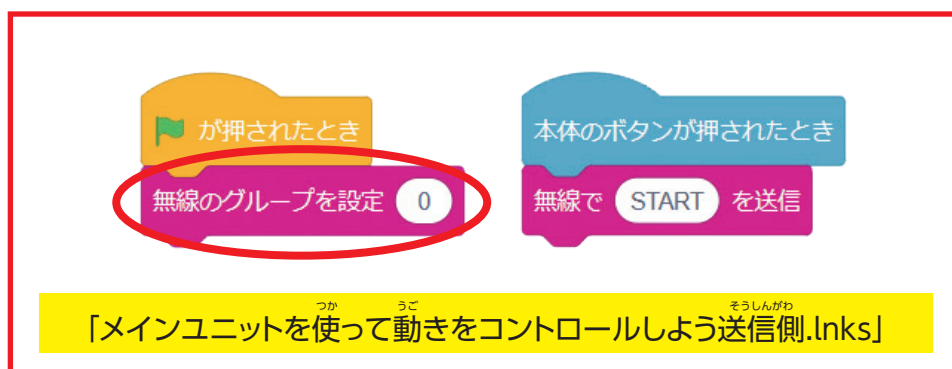 が押されたとき
無線のグループを設定 0
本体のボタンが押されたとき
無線で START を送信
つか うご そうしんがわ
「メインユニットを使って動きをコントロールしよう送信側.lnks」